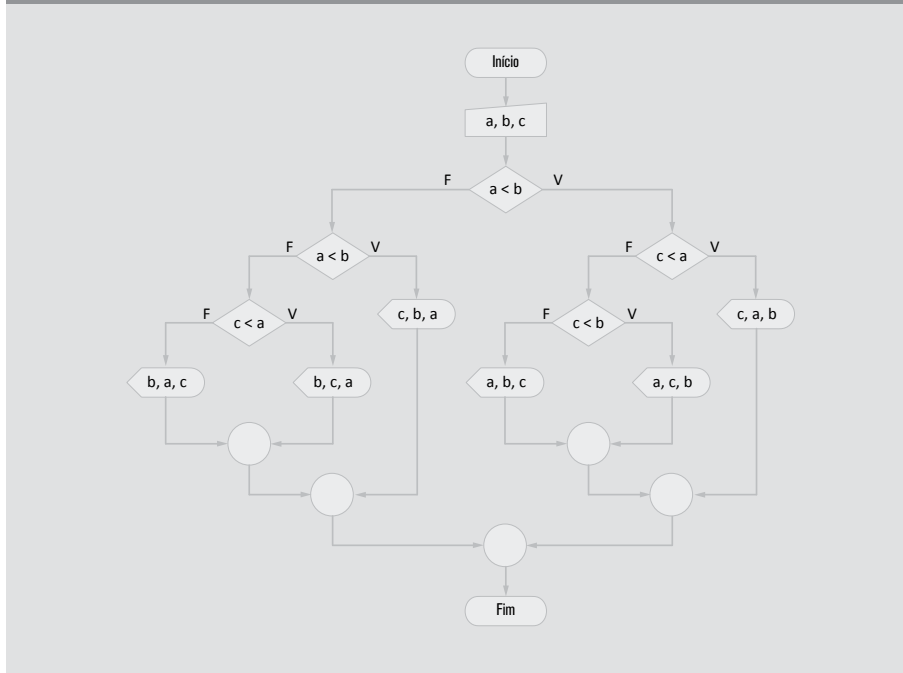 Início
a, b, c
F
a < b
V
F
a < b
V
F
c < a
V
F
c < a
V
c, b, a
F
c < b
V
c, a, b
b, a, c
b, c, a
a, b, c
a, c, b
Fim